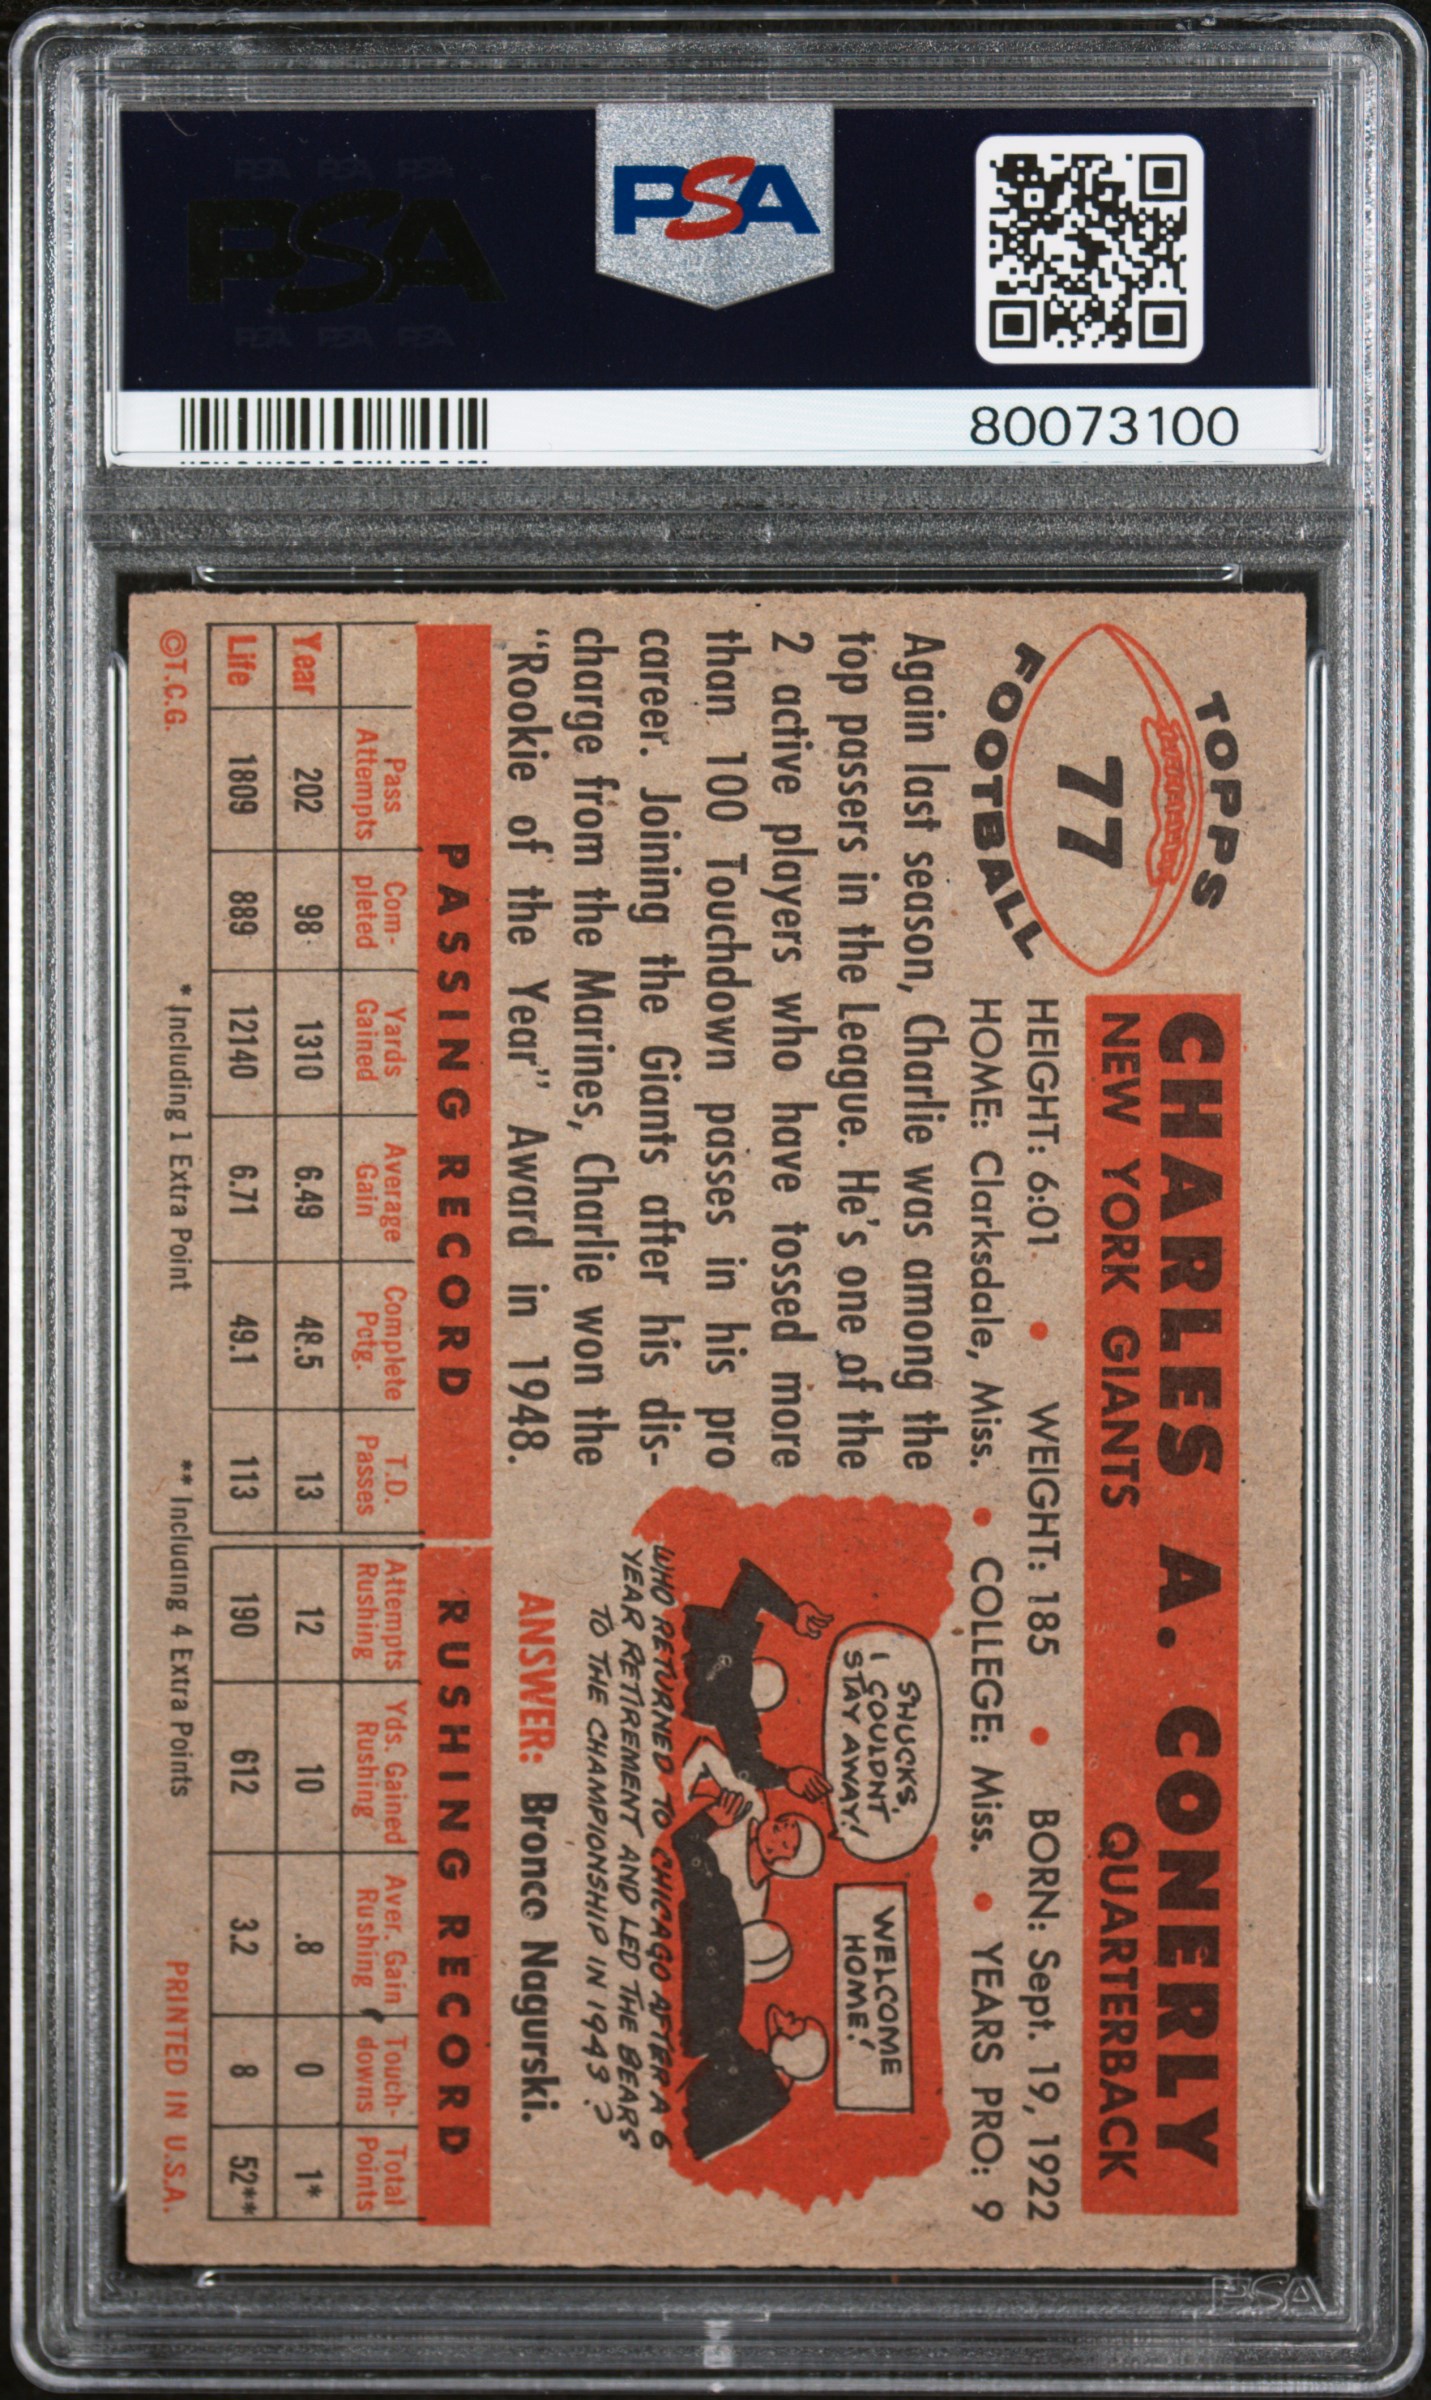 PSA PSA PSA
PSA
PSA PSA PSA
PSA
80073100
TOPPS
77
FOOTBALL
CHARLES A. CONERLY
NEW YORK GIANTS QUARTERBACK
HEIGHT: 6:01 • WEIGHT: 185 • BORN: Sept. 19, 1922
HOME: Clarksdale, Miss. • COLLEGE: Miss. • YEARS PRO: 9
Again last season, Charlie was among the
top passers in the League. He's one of the
2 active players who have tossed more
than 100 Touchdown passes in his pro
career. Joining the Giants after his dis-
charge from the Marines, Charlie won the
"Rookie of the Year" Award in 1948.
SHUCKS,
I COULDN'T
STAY AWAY!
WELCOME
HOME!
WHO RETURNED TO CHICAGO AFTER A 6
YEAR RETIREMENT AND LED THE BEARS
TO THE CHAMPIONSHIP IN 1943?
ANSWER: Bronco Nagurski.
PASSING RECORD RUSHING RECORD
Pass Attempts Com-pleted Yards Gained Average Gain Complete Pctg. T.D. Passes Attempts Rushing Yds. Gained Rushing Aver. Gain Rushing Touch-downs Total Points
Year 202 98 1310 6.49 48.5 13 12 10 .8 0 1*
Life 1809 889 12140 6.71 49.1 113 190 612 3.2 8 52**
* Including 1 Extra Point ** Including 4 Extra Points
©T.C.G. PRINTED IN U.S.A.
PSA